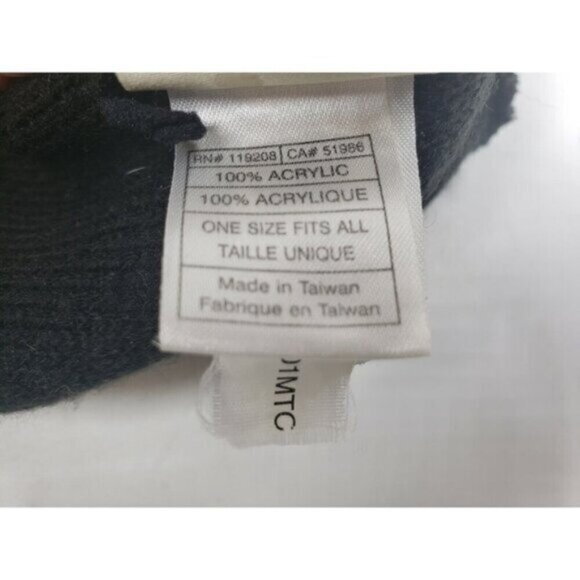 RN# 119208 CA# 51986
100% ACRYLIC
100% ACRYLIQUE
ONE SIZE FITS ALL
TAILLE UNIQUE
Made in Taiwan
Fabrique en Taiwan
01MTC